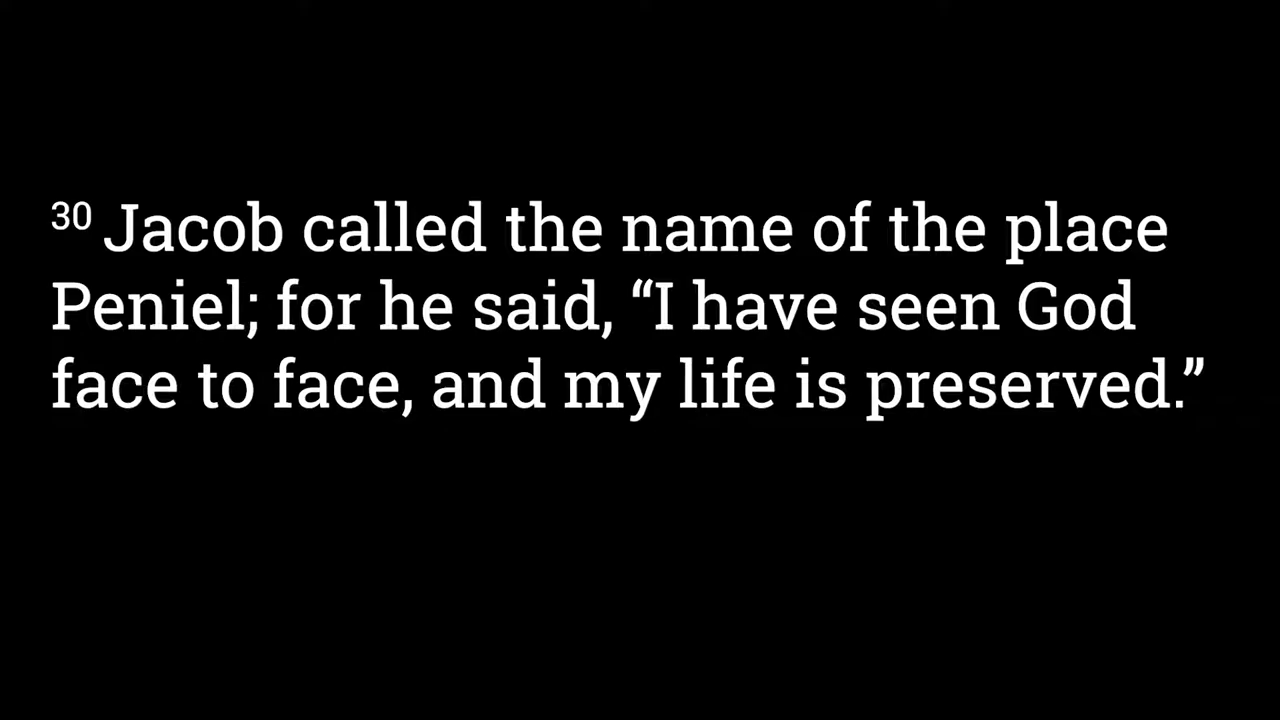 30 Jacob called the name of the place
Peniel; for he said, “I have seen God
face to face, and my life is preserved.”